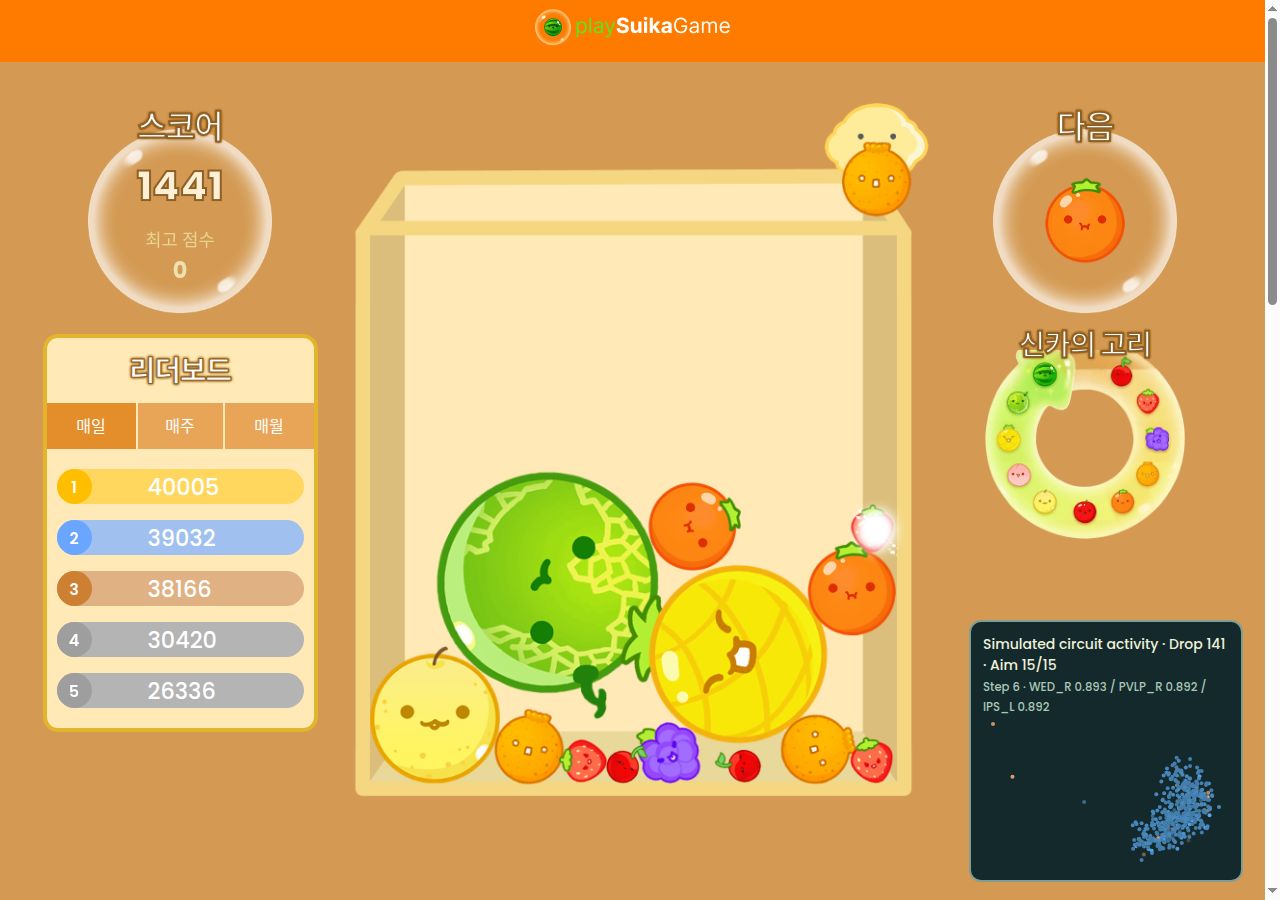 playSuikaGame
스코어
1441
최고 점수
0
다음
신카의 고리
리더보드
매일 매주 매월
1 40005
2 39032
3 38166
4 30420
5 26336
Simulated circuit activity · Drop 141
· Aim 15/15
Step 6 · WED_R 0.893 / PVLP_R 0.892 /
IPS_L 0.892